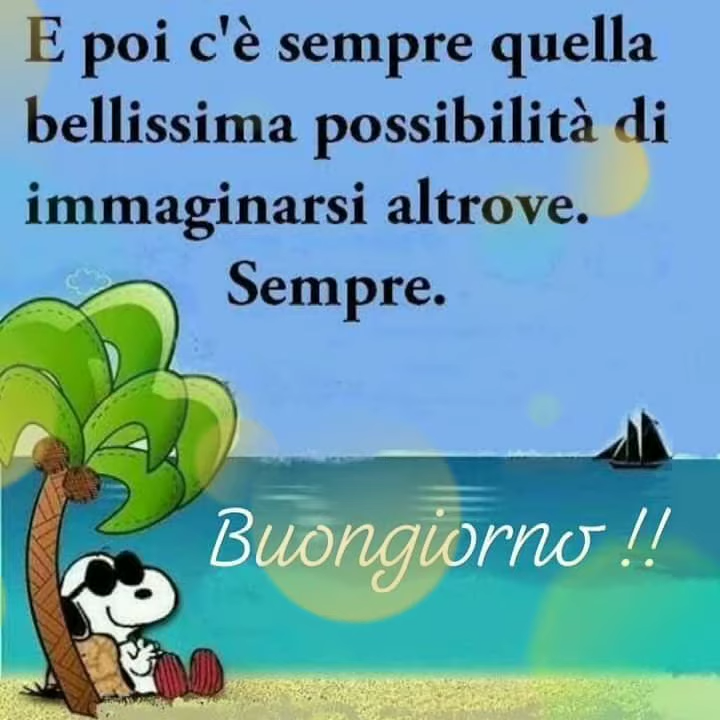 E poi c'è sempre quella
bellissima possibilità di
immaginarsi altrove.
Sempre.
Buongiorno !!